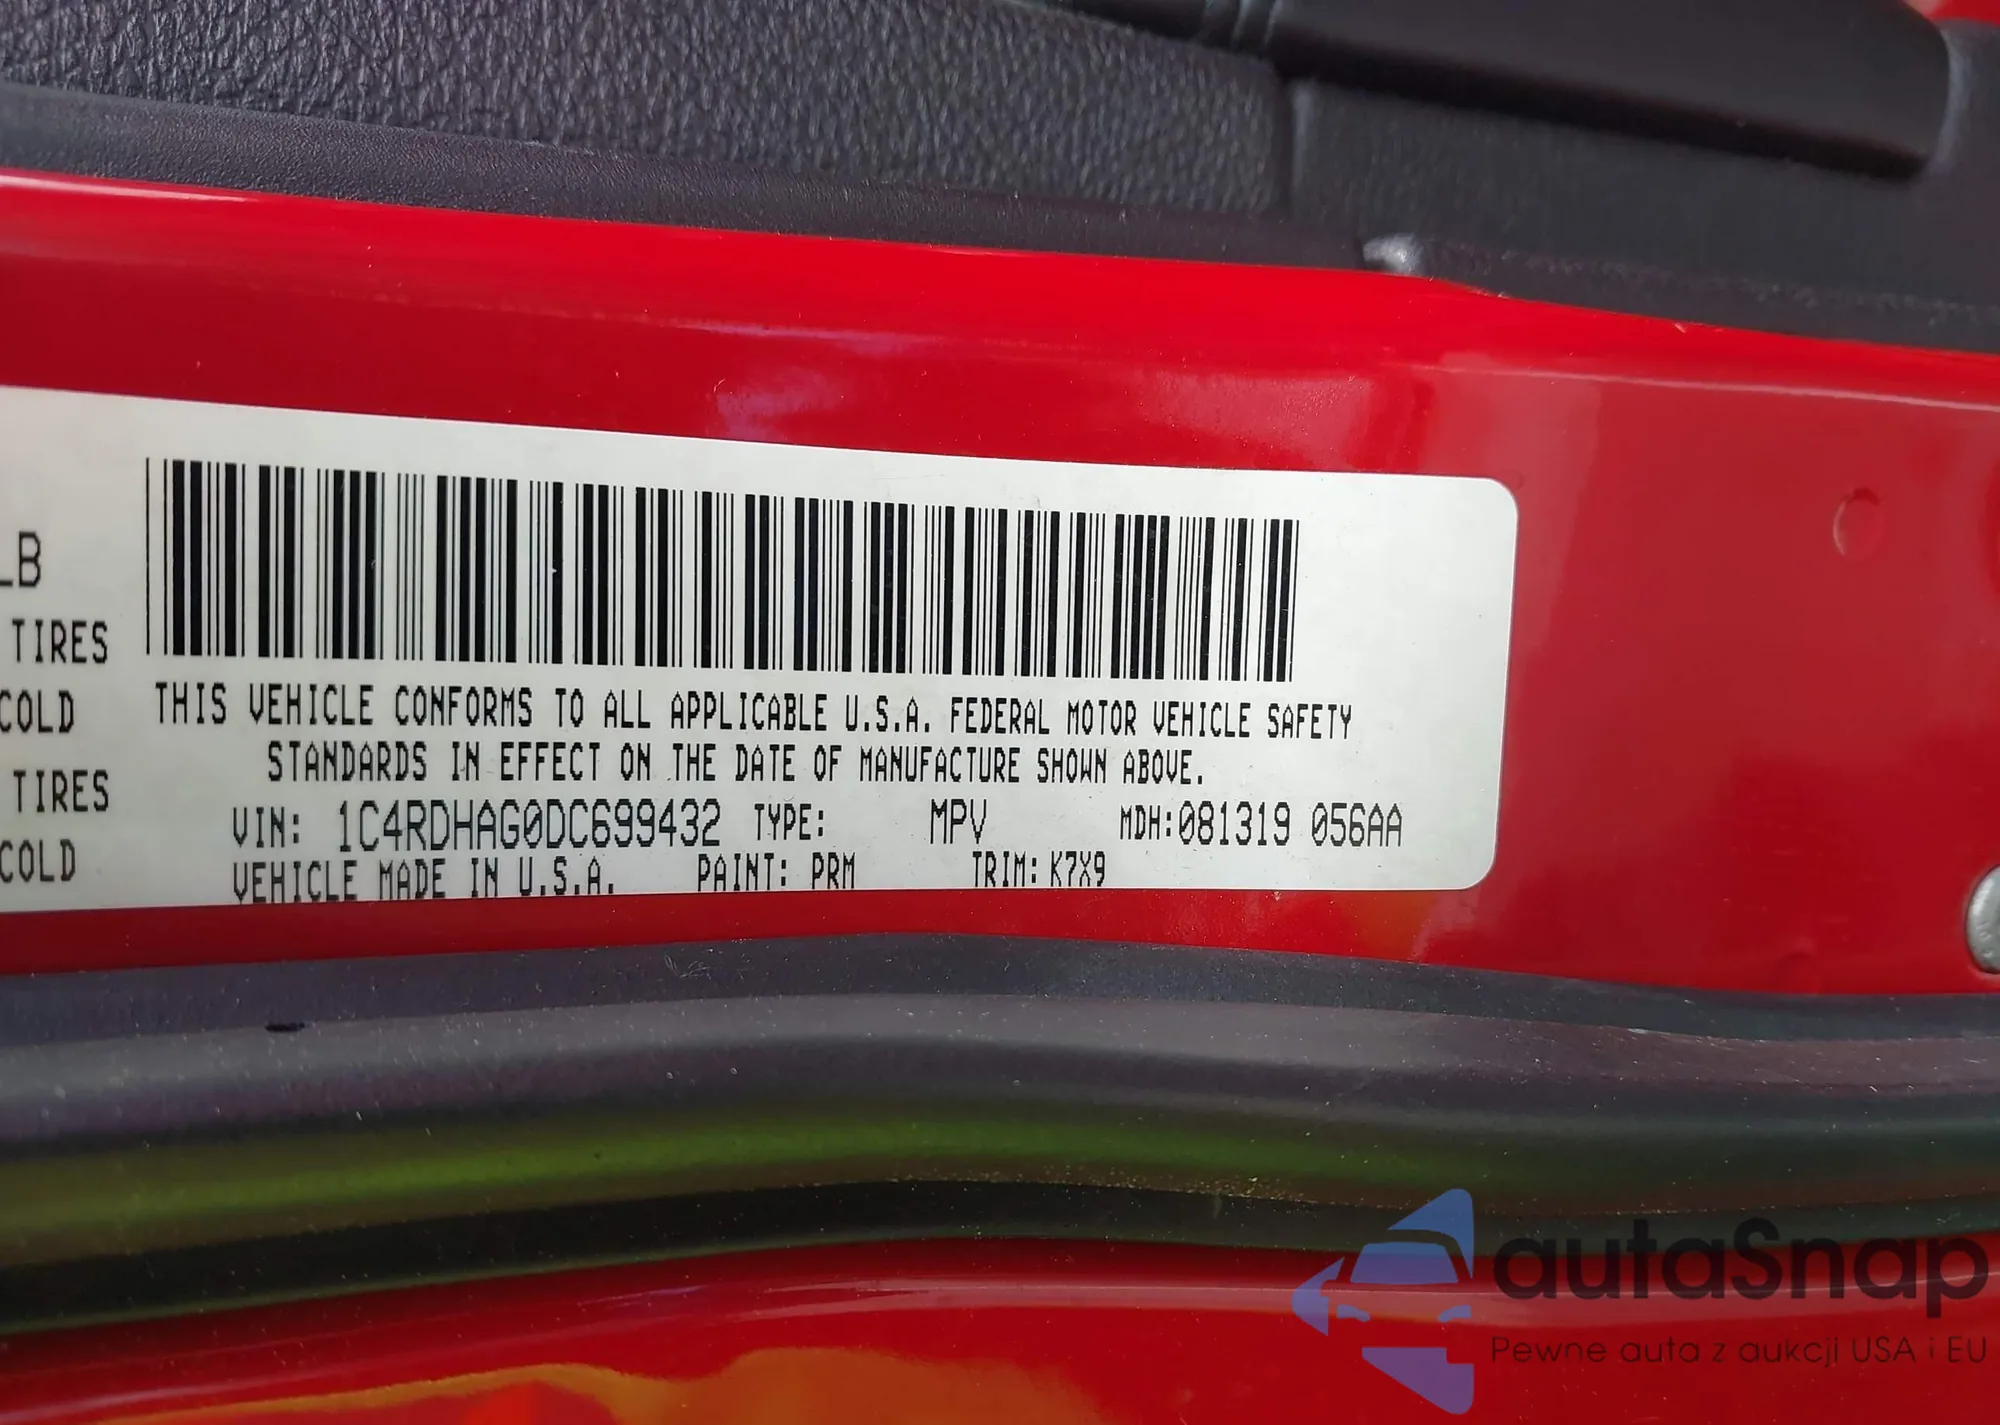 LB
TIRES
COLD
TIRES
COLD
THIS VEHICLE CONFORMS TO ALL APPLICABLE U.S.A. FEDERAL MOTOR VEHICLE SAFETY
STANDARDS IN EFFECT ON THE DATE OF MANUFACTURE SHOWN ABOVE.
VIN: 1C4RDHAG0DC699432 TYPE: MPV MDH:081319 056AA
VEHICLE MADE IN U.S.A. PAINT: PRM TRIM: K7X9
autaSnap
Pewne auta z aukcji USA i EU